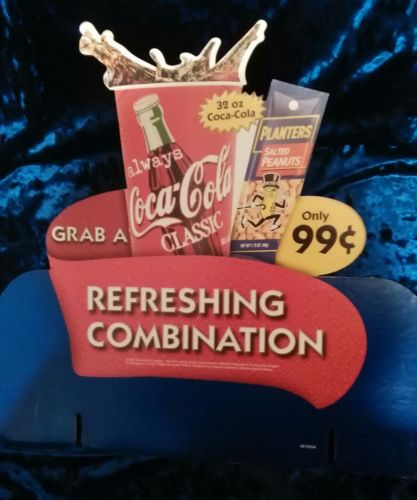 32 oz
Coca-Cola
always
Coca-Cola
CLASSIC
PLANTERS
SALTED
PEANUTS
GRAB A
Only
99¢
REFRESHING
COMBINATION